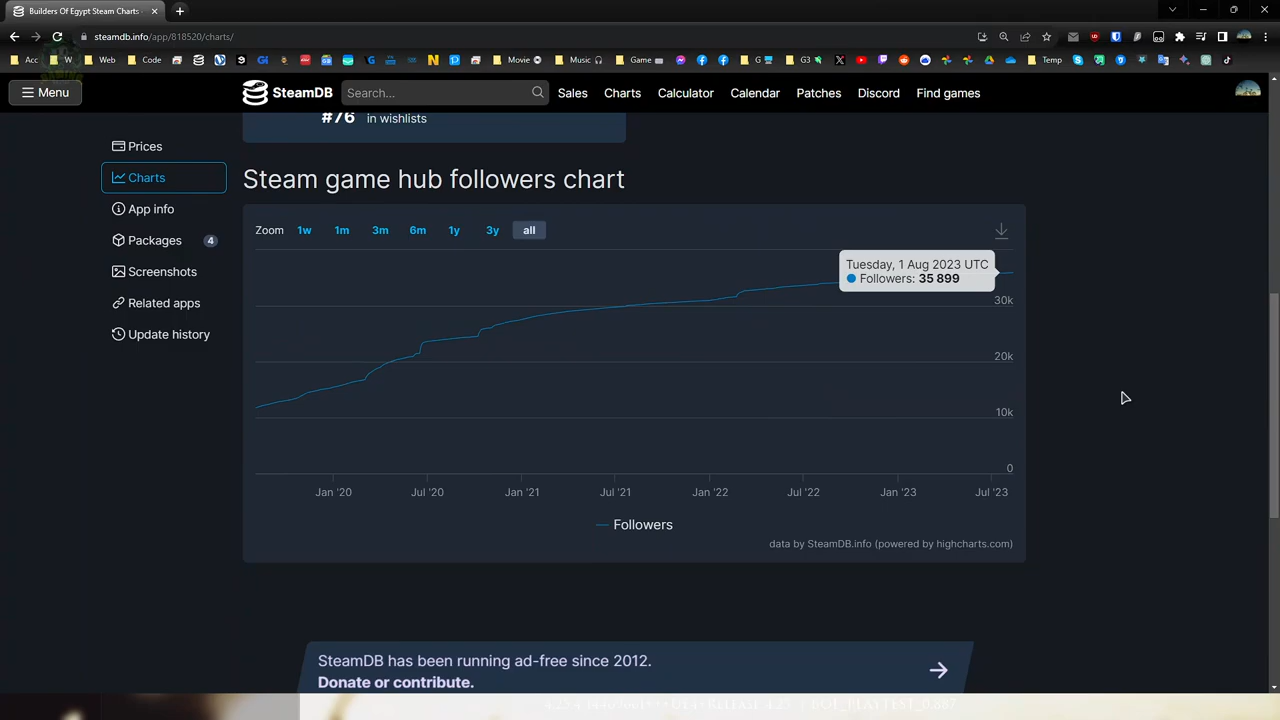 Builders Of Egypt Steam Charts ·
steamdb.info/app/818520/charts/
Acc W Web Cod Movie Music Game G G3 Temp
Menu SteamDB Search... Sales Charts Calculator Calendar Patches Discord Find games
#76 in wishlists
Prices
Charts
App info
Packages 4
Screenshots
Related apps
Update history
Steam game hub followers chart
Zoom 1w 1m 3m 6m 1y 3y all
Tuesday, 1 Aug 2023 UTC
Followers: 35 899
30k
20k
10k
0
Jan '20 Jul '20 Jan '21 Jul '21 Jan '22 Jul '22 Jan '23 Jul '23
Followers
data by SteamDB.info (powered by highcharts.com)
SteamDB has been running ad-free since 2012.
Donate or contribute.